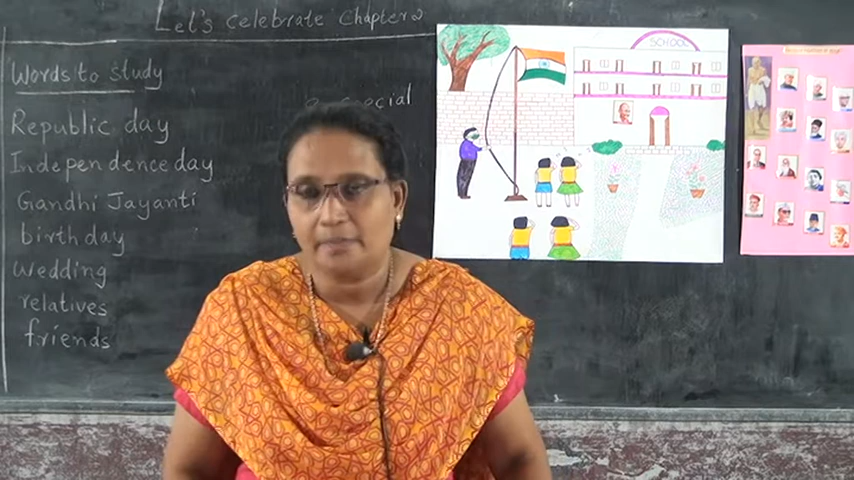 Let's celebrate Chapter 2
Words to study
Special
Republic day
Independence day
Gandhi Jayanti
birthday
wedding
relatives
friends
SCHOOL